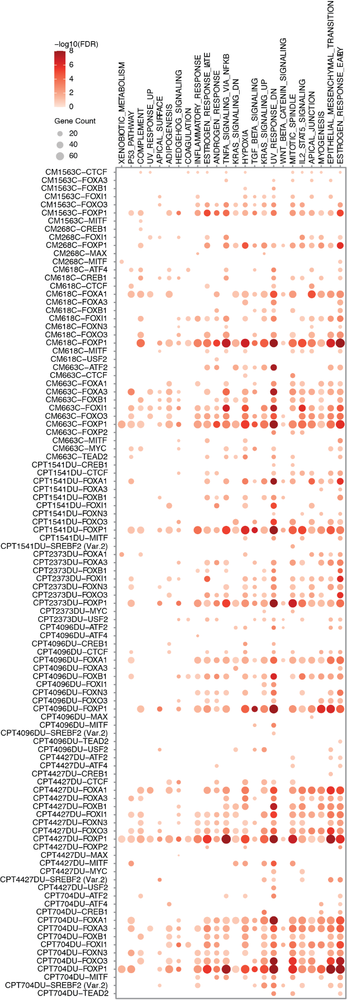 −log10(FDR)
8
6
4
2
0
Gene Count
20
40
60
XENOBIOTIC_METABOLISM
P53_PATHWAY
COMPLEMENT
UV_RESPONSE_UP
APICAL_SURFACE
ADIPOGENESIS
HEDGEHOG_SIGNALING
COAGULATION
INFLAMMATORY_RESPONSE
ESTROGEN_RESPONSE_LATE
ANDROGEN_RESPONSE
TNFA_SIGNALING_VIA_NFKB
KRAS_SIGNALING_DN
HYPOXIA
TGF_BETA_SIGNALING
KRAS_SIGNALING_UP
UV_RESPONSE_DN
WNT_BETA_CATENIN_SIGNALING
MITOTIC_SPINDLE
IL2_STAT5_SIGNALING
APICAL_JUNCTION
MYOGENESIS
EPITHELIAL_MESENCHYMAL_TRANSITION
ESTROGEN_RESPONSE_EARLY
CM1563C−CTCF
CM1563C−FOXA3
CM1563C−FOXB1
CM1563C−FOXI1
CM1563C−FOXO3
CM1563C−FOXP1
CM1563C−MITF
CM268C−CREB1
CM268C−FOXI1
CM268C−FOXP1
CM268C−MAX
CM268C−MITF
CM618C−ATF4
CM618C−CREB1
CM618C−CTCF
CM618C−FOXA1
CM618C−FOXA3
CM618C−FOXB1
CM618C−FOXI1
CM618C−FOXN3
CM618C−FOXO3
CM618C−FOXP1
CM618C−MITF
CM618C−USF2
CM663C−ATF2
CM663C−CTCF
CM663C−FOXA1
CM663C−FOXA3
CM663C−FOXB1
CM663C−FOXI1
CM663C−FOXO3
CM663C−FOXP1
CM663C−FOXP2
CM663C−MITF
CM663C−MYC
CM663C−TEAD2
CPT1541DU−CREB1
CPT1541DU−CTCF
CPT1541DU−FOXA1
CPT1541DU−FOXA3
CPT1541DU−FOXB1
CPT1541DU−FOXI1
CPT1541DU−FOXN3
CPT1541DU−FOXO3
CPT1541DU−FOXP1
CPT1541DU−MITF
CPT1541DU−SREBF2 (Var.2)
CPT2373DU−FOXA1
CPT2373DU−FOXA3
CPT2373DU−FOXB1
CPT2373DU−FOXI1
CPT2373DU−FOXN3
CPT2373DU−FOXO3
CPT2373DU−FOXP1
CPT2373DU−MYC
CPT2373DU−USF2
CPT4096DU−ATF2
CPT4096DU−ATF4
CPT4096DU−CREB1
CPT4096DU−CTCF
CPT4096DU−FOXA1
CPT4096DU−FOXA3
CPT4096DU−FOXB1
CPT4096DU−FOXI1
CPT4096DU−FOXN3
CPT4096DU−FOXO3
CPT4096DU−FOXP1
CPT4096DU−MAX
CPT4096DU−MITF
CPT4096DU−SREBF2 (Var.2)
CPT4096DU−TEAD2
CPT4096DU−USF2
CPT4427DU−ATF2
CPT4427DU−ATF4
CPT4427DU−CREB1
CPT4427DU−CTCF
CPT4427DU−FOXA1
CPT4427DU−FOXA3
CPT4427DU−FOXB1
CPT4427DU−FOXI1
CPT4427DU−FOXN3
CPT4427DU−FOXO3
CPT4427DU−FOXP1
CPT4427DU−FOXP2
CPT4427DU−MAX
CPT4427DU−MITF
CPT4427DU−MYC
CPT4427DU−SREBF2 (Var.2)
CPT4427DU−USF2
CPT704DU−ATF2
CPT704DU−ATF4
CPT704DU−CREB1
CPT704DU−FOXA1
CPT704DU−FOXA3
CPT704DU−FOXB1
CPT704DU−FOXI1
CPT704DU−FOXN3
CPT704DU−FOXO3
CPT704DU−FOXP1
CPT704DU−MITF
CPT704DU−SREBF2 (Var.2)
CPT704DU−TEAD2